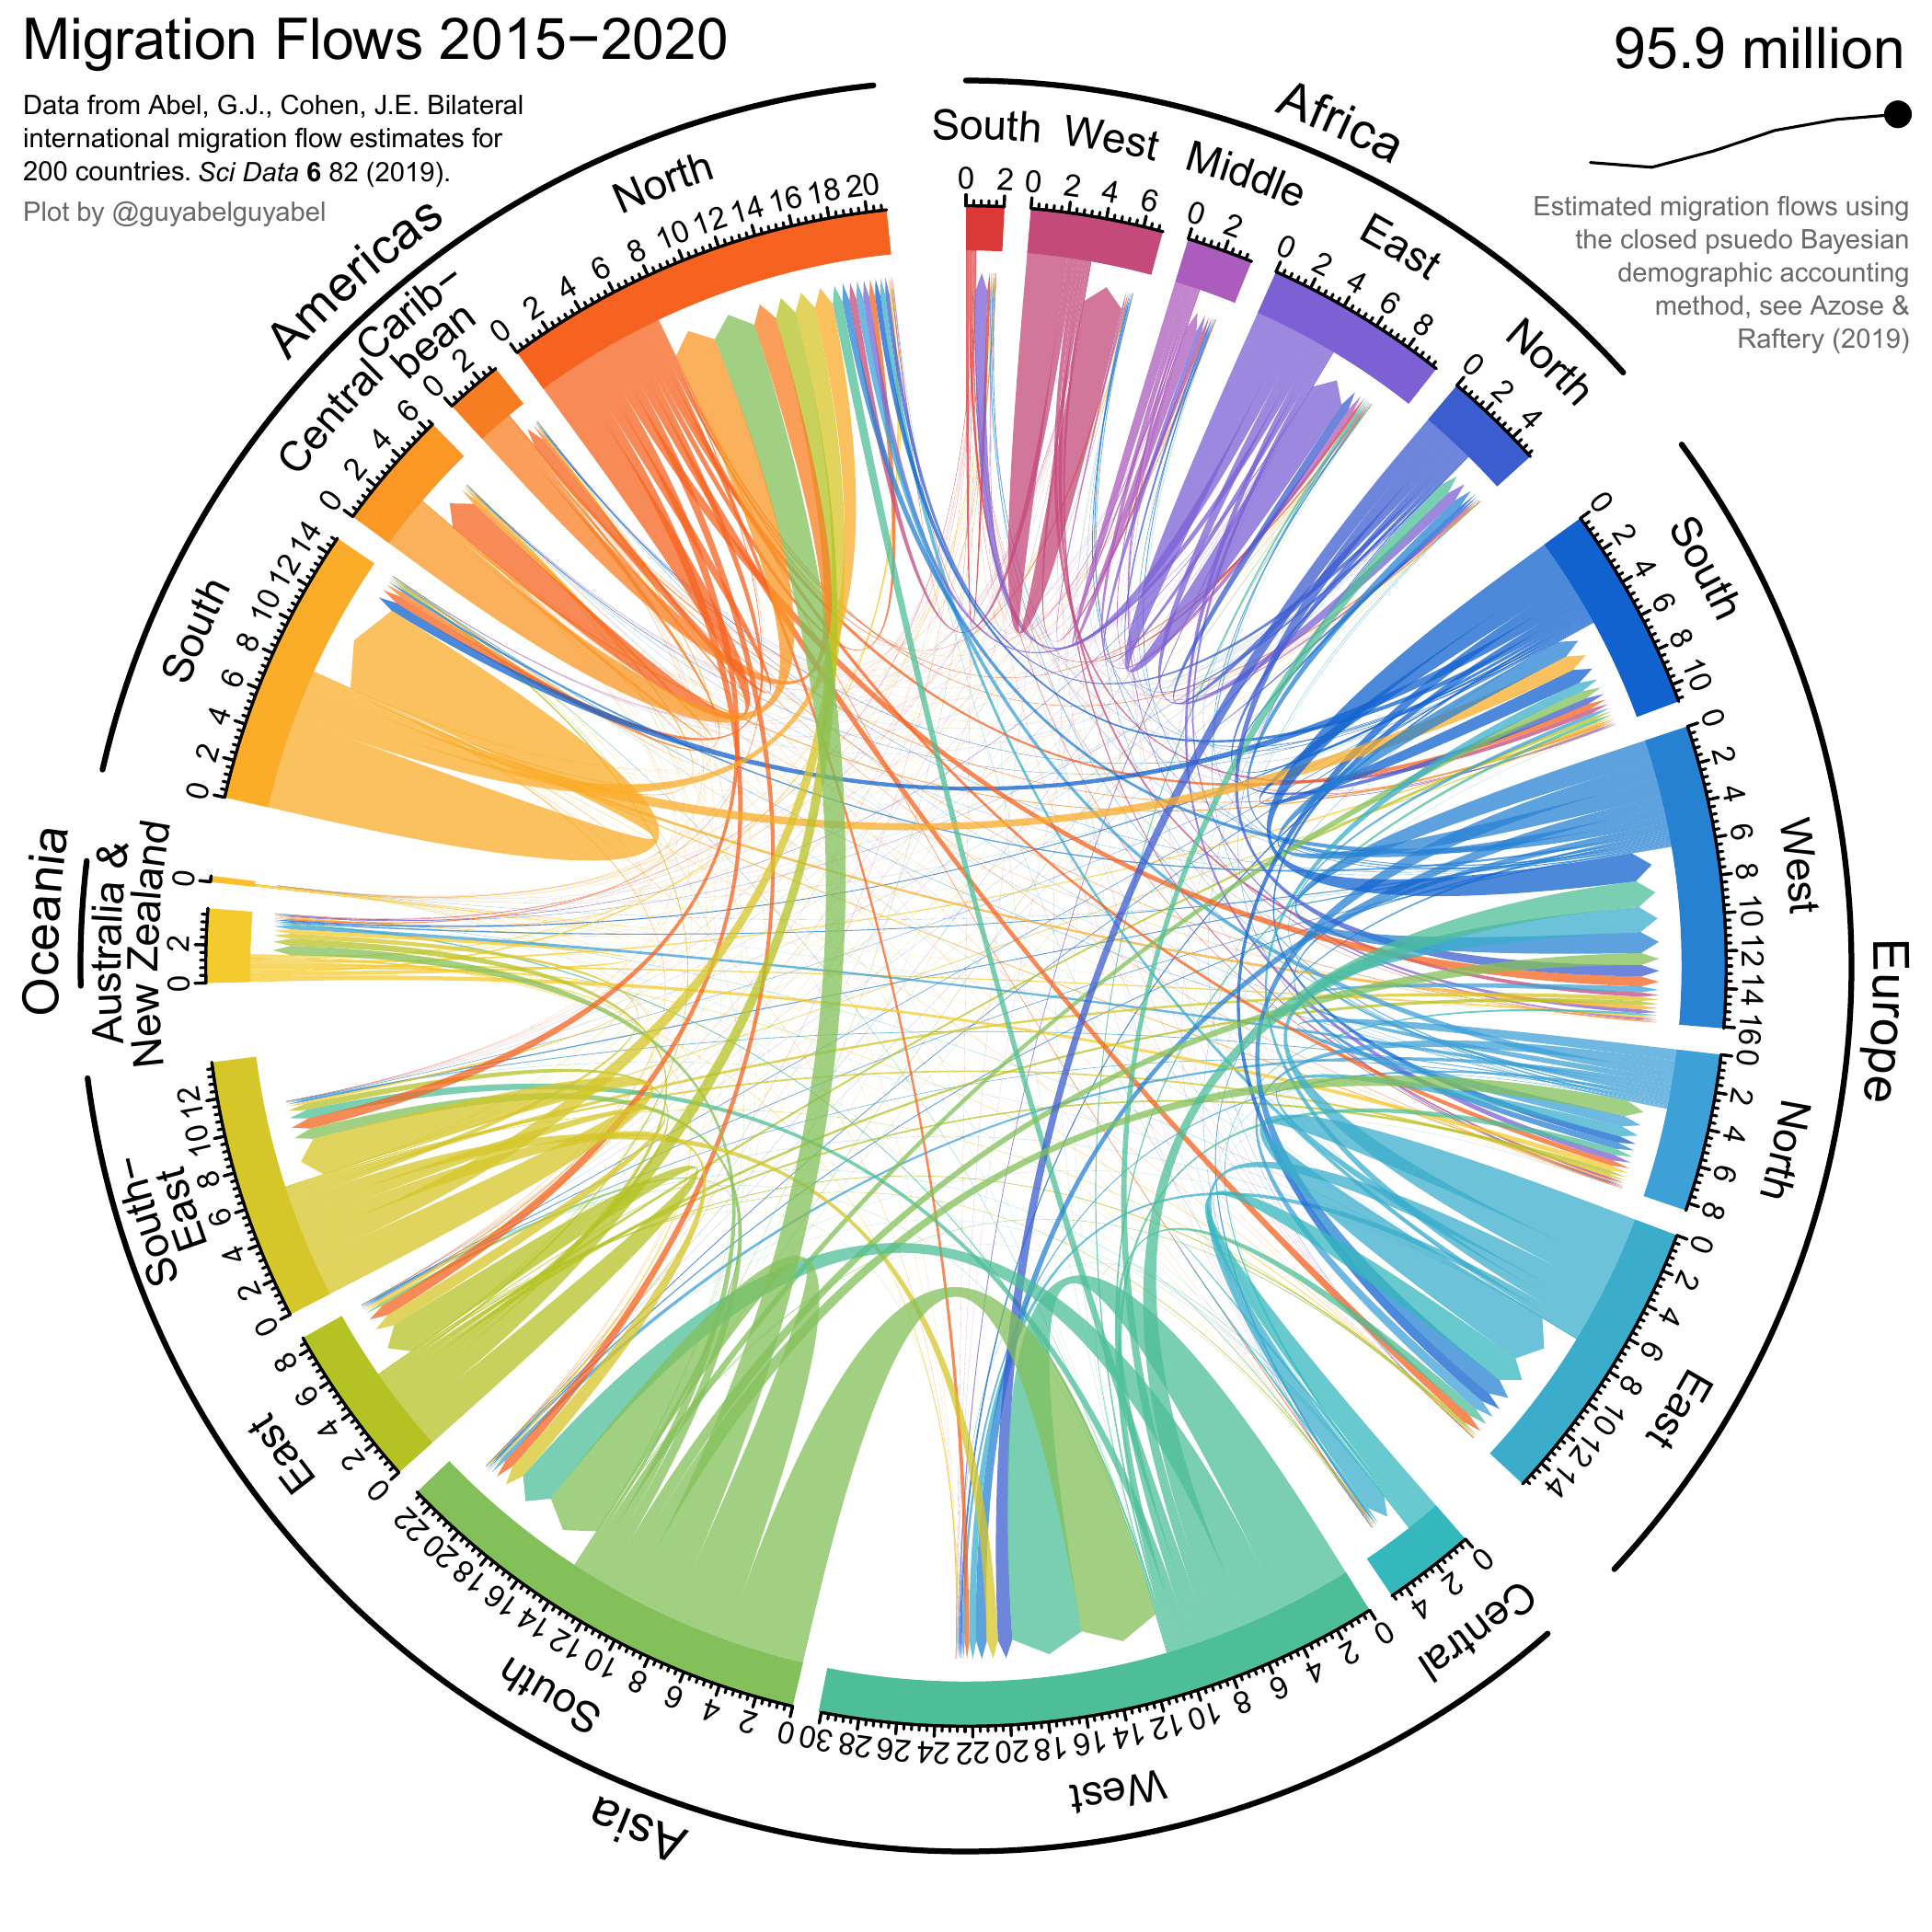 Migration Flows 2015−2020
Data from Abel, G.J., Cohen, J.E. Bilateral
international migration flow estimates for
200 countries. Sci Data 6 82 (2019).
Plot by @guyabelguyabel
95.9 million
Estimated migration flows using
the closed psuedo Bayesian
demographic accounting
method, see Azose &
Raftery (2019)
Africa
South
0 2
West
0 2 4 6
Middle
0 2
East
0 2 4 6 8
North
0 2 4
Europe
South
0 2 4 6 8 10
West
0 2 4 6 8 10 12 14 16
North
0 2 4 6 8
East
0 2 4 6 8 10 12 14
Asia
Central
0 2 4
West
0 2 4 6 8 10 12 14 16 18 20 22 24 26 28 30
South
0 2 4 6 8 10 12 14 16 18 20 22
East
0 2 4 6 8
South−
East
0 2 4 6 8 10 12
Oceania
Australia &
New Zealand
0 2
0
Americas
South
0 2 4 6 8 10 12 14
Central
0 2 4 6
Carib−
bean
0 2
North
0 2 4 6 8 10 12 14 16 18 20